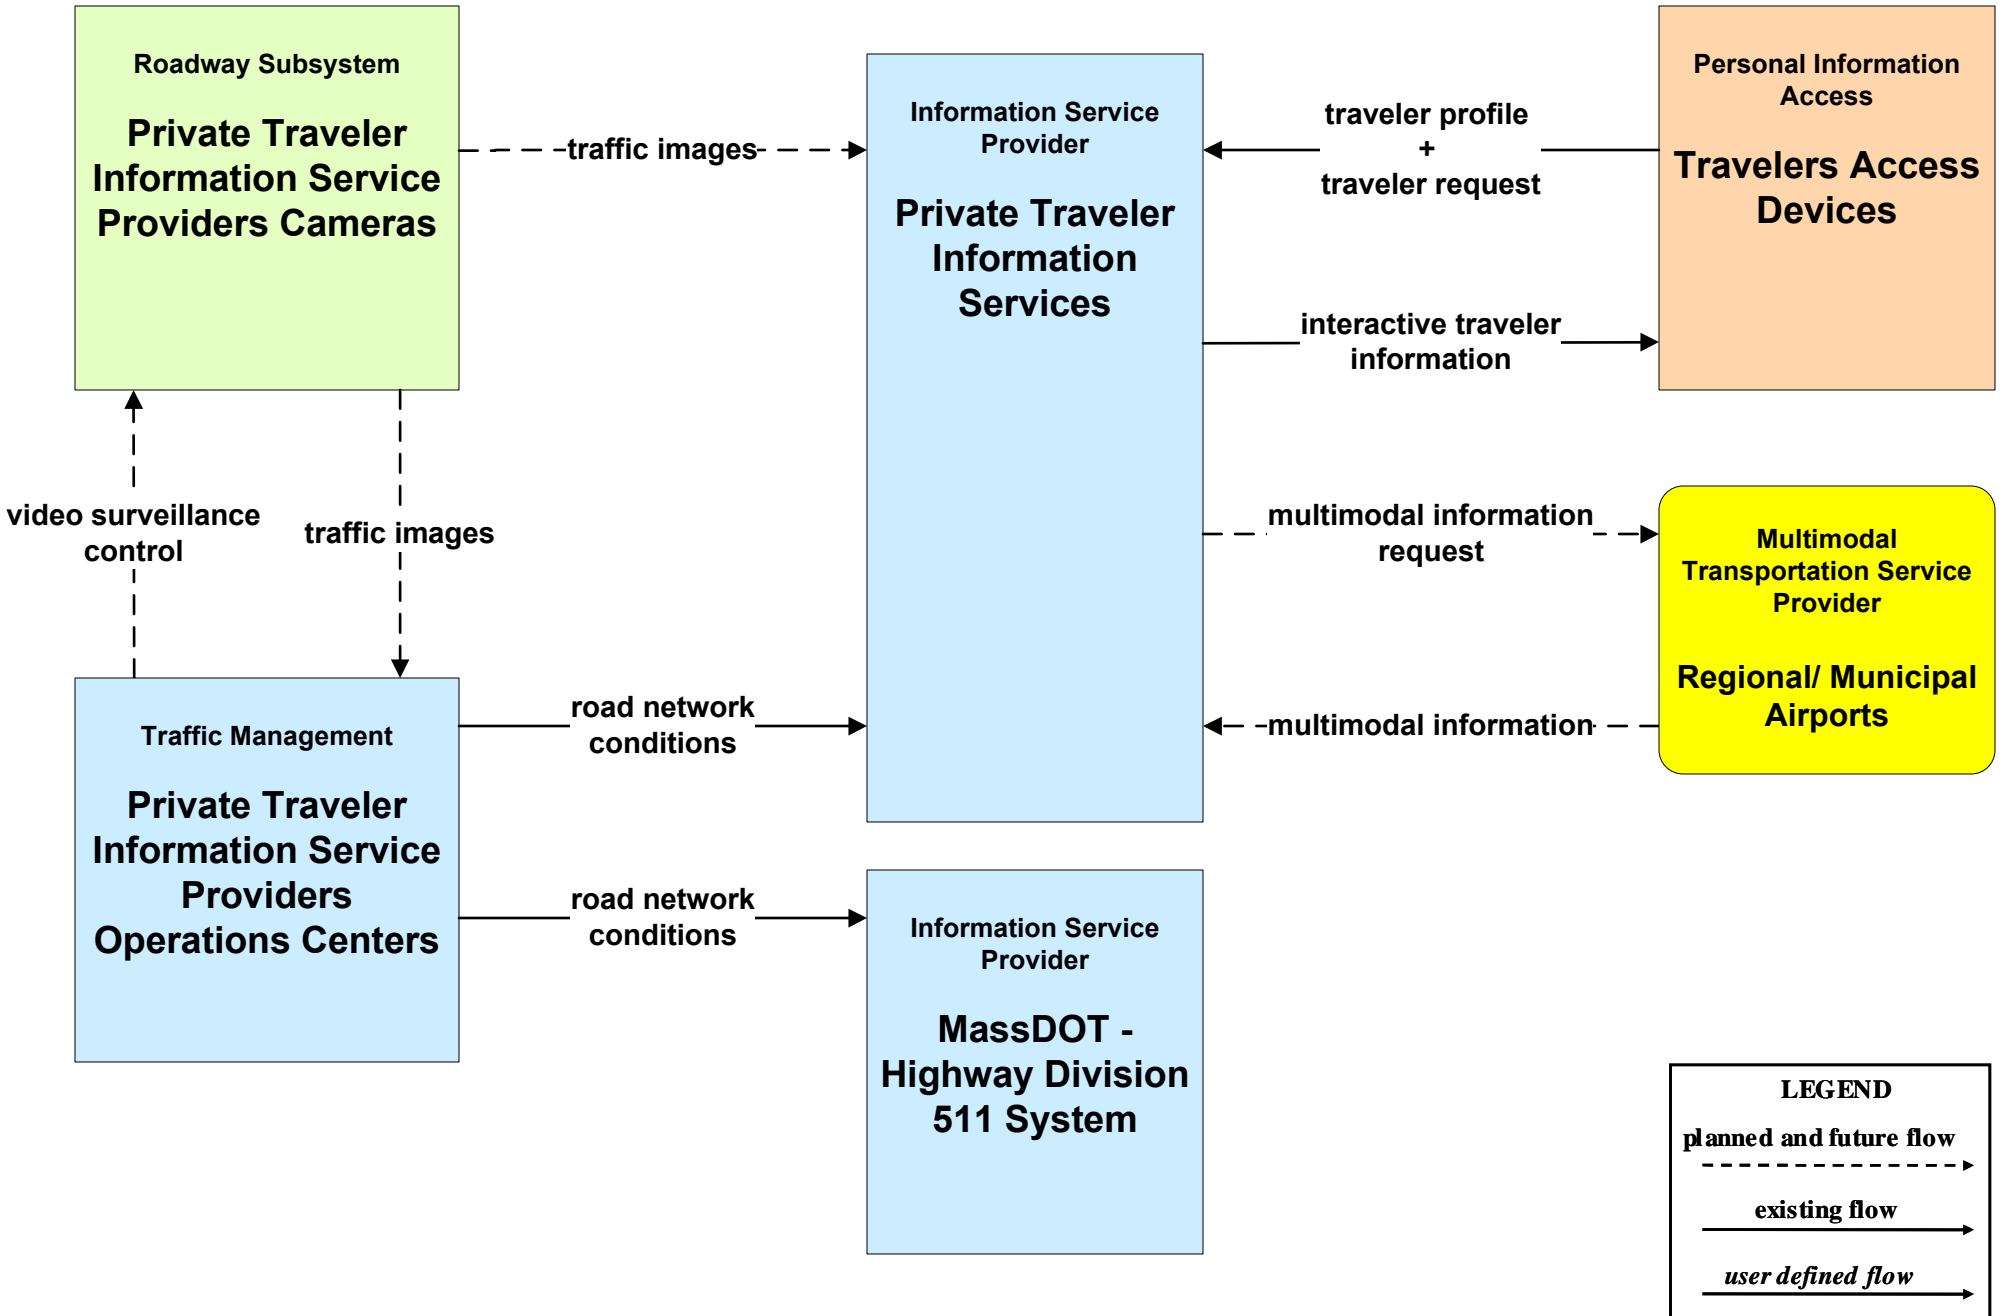 Roadway Subsystem
Private Traveler
Information Service
Providers Cameras
traffic images
Information Service
Provider
Private Traveler
Information
Services
traveler profile
+
traveler request
Personal Information
Access
Travelers Access
Devices
interactive traveler
information
video surveillance
control
traffic images
multimodal information
request
Multimodal
Transportation Service
Provider
Regional/ Municipal
Airports
multimodal information
Traffic Management
Private Traveler
Information Service
Providers
Operations Centers
road network
conditions
road network
conditions
Information Service
Provider
MassDOT -
Highway Division
511 System
LEGEND
planned and future flow
existing flow
user defined flow